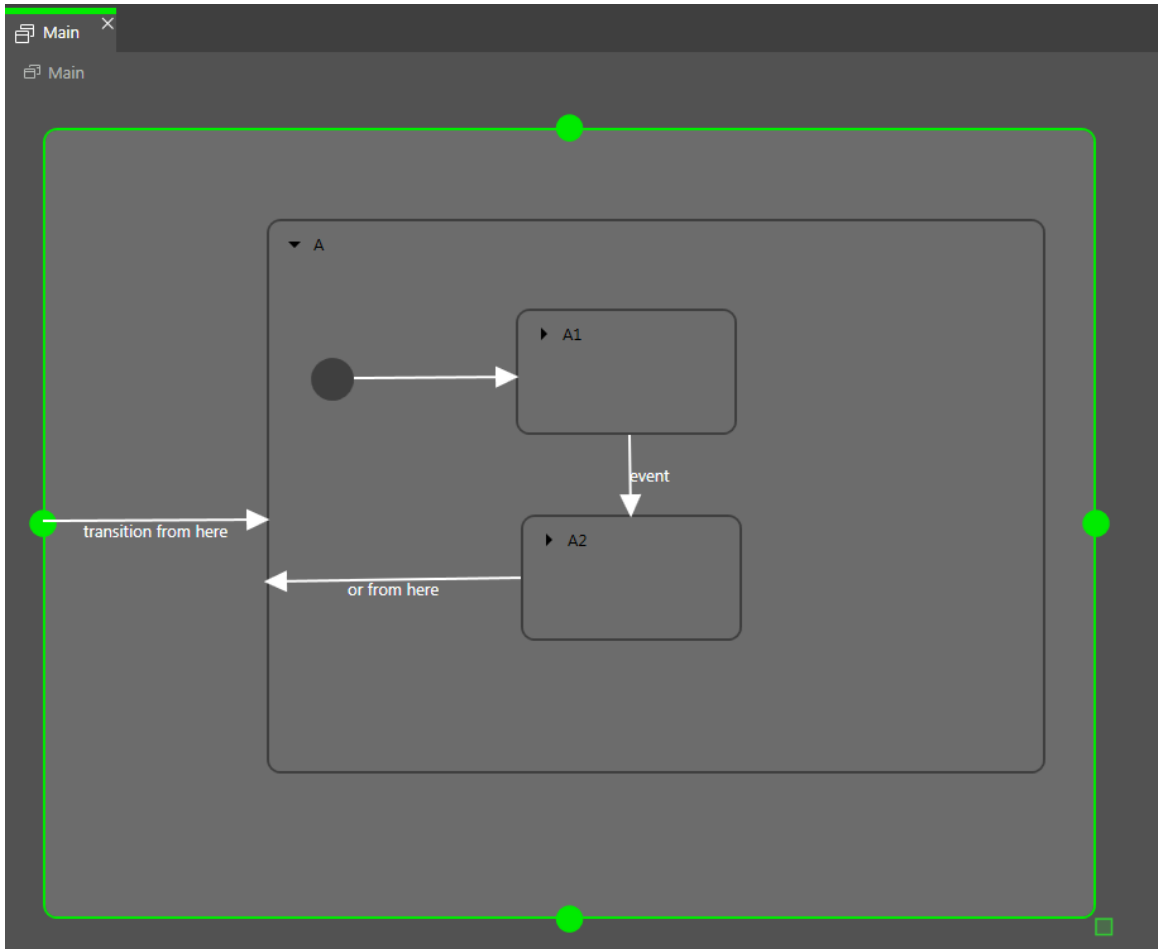 Main
Main
A
A1
event
transition from here
A2
or from here